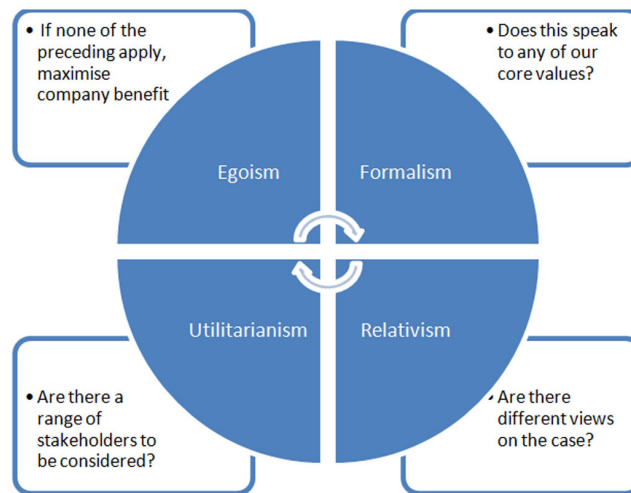 • If none of the
preceding apply,
maximise
company benefit
• Does this speak
to any of our
core values?
Egoism
Formalism
Utilitarianism
Relativism
• Are there a
range of
stakeholders to
be considered?
• Are there
different views
on the case?